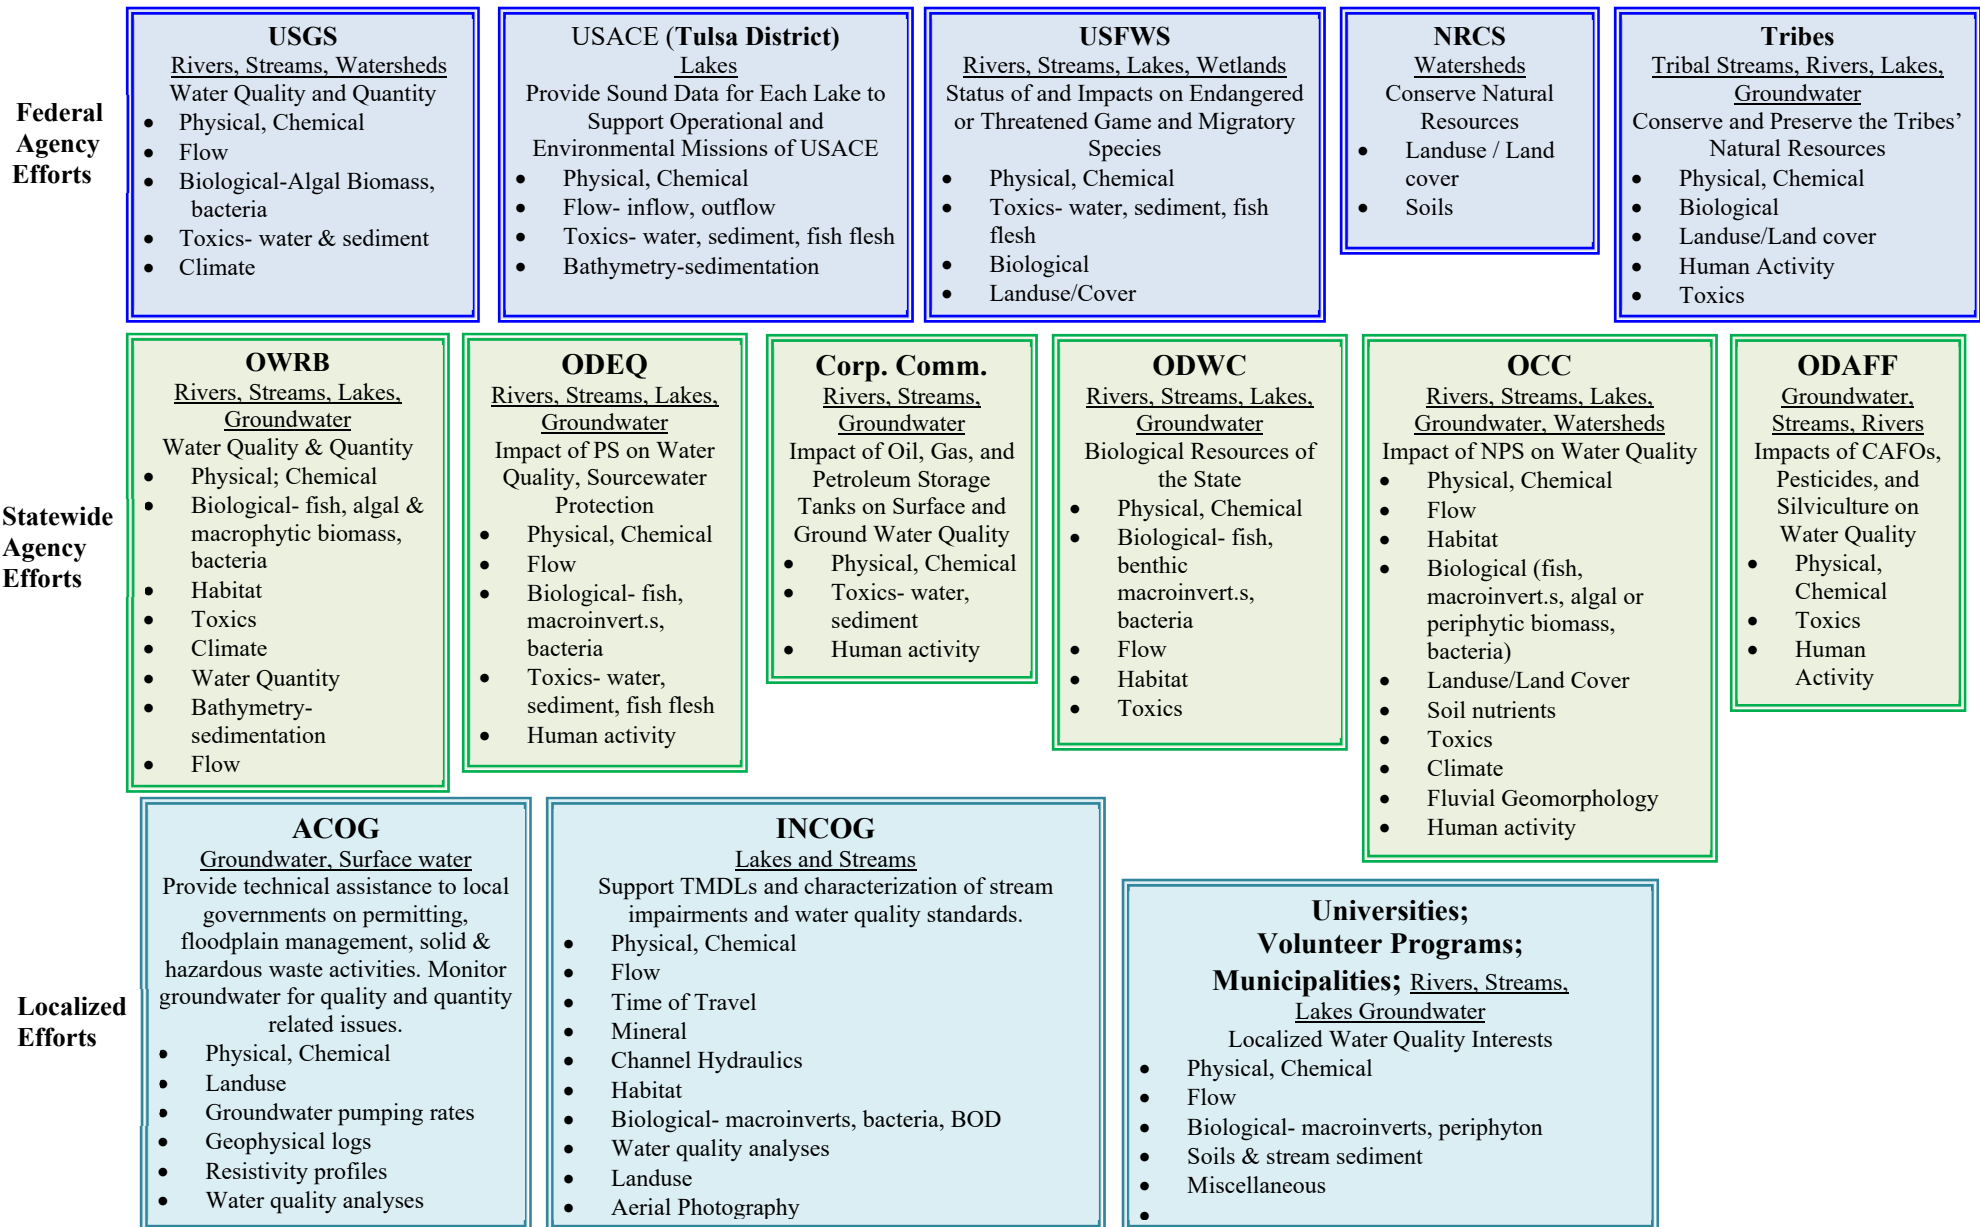 Federal
Agency
Efforts
USGS
Rivers, Streams, Watersheds
Water Quality and Quantity
• Physical, Chemical
• Flow
• Biological-Algal Biomass,
bacteria
• Toxics- water & sediment
• Climate
USACE (Tulsa District)
Lakes
Provide Sound Data for Each Lake to
Support Operational and
Environmental Missions of USACE
• Physical, Chemical
• Flow- inflow, outflow
• Toxics- water, sediment, fish flesh
• Bathymetry-sedimentation
USFWS
Rivers, Streams, Lakes, Wetlands
Status of and Impacts on Endangered
or Threatened Game and Migratory
Species
• Physical, Chemical
• Toxics- water, sediment, fish
flesh
• Biological
• Landuse/Cover
NRCS
Watersheds
Conserve Natural
Resources
• Landuse / Land
cover
• Soils
Tribes
Tribal Streams, Rivers, Lakes,
Groundwater
Conserve and Preserve the Tribes’
Natural Resources
• Physical, Chemical
• Biological
• Landuse/Land cover
• Human Activity
• Toxics
Statewide
Agency
Efforts
OWRB
Rivers, Streams, Lakes,
Groundwater
Water Quality & Quantity
• Physical; Chemical
• Biological- fish, algal &
macrophytic biomass,
bacteria
• Habitat
• Toxics
• Climate
• Water Quantity
• Bathymetry-
sedimentation
• Flow
ODEQ
Rivers, Streams, Lakes,
Groundwater
Impact of PS on Water
Quality, Sourcewater
Protection
• Physical, Chemical
• Flow
• Biological- fish,
macroinvert.s,
bacteria
• Toxics- water,
sediment, fish flesh
• Human activity
Corp. Comm.
Rivers, Streams,
Groundwater
Impact of Oil, Gas, and
Petroleum Storage
Tanks on Surface and
Ground Water Quality
• Physical, Chemical
• Toxics- water,
sediment
• Human activity
ODWC
Rivers, Streams, Lakes,
Groundwater
Biological Resources of
the State
• Physical, Chemical
• Biological- fish,
benthic
macroinvert.s,
bacteria
• Flow
• Habitat
• Toxics
OCC
Rivers, Streams, Lakes,
Groundwater, Watersheds
Impact of NPS on Water Quality
• Physical, Chemical
• Flow
• Habitat
• Biological (fish,
macroinvert.s, algal or
periphytic biomass,
bacteria)
• Landuse/Land Cover
• Soil nutrients
• Toxics
• Climate
• Fluvial Geomorphology
• Human activity
ODAFF
Groundwater,
Streams, Rivers
Impacts of CAFOs,
Pesticides, and
Silviculture on
Water Quality
• Physical,
Chemical
• Toxics
• Human
Activity
Localized
Efforts
ACOG
Groundwater, Surface water
Provide technical assistance to local
governments on permitting,
floodplain management, solid &
hazardous waste activities. Monitor
groundwater for quality and quantity
related issues.
• Physical, Chemical
• Landuse
• Groundwater pumping rates
• Geophysical logs
• Resistivity profiles
• Water quality analyses
INCOG
Lakes and Streams
Support TMDLs and characterization of stream
impairments and water quality standards.
• Physical, Chemical
• Flow
• Time of Travel
• Mineral
• Channel Hydraulics
• Habitat
• Biological- macroinverts, bacteria, BOD
• Water quality analyses
• Landuse
• Aerial Photography
Universities;
Volunteer Programs;
Municipalities; Rivers, Streams,
Lakes Groundwater
Localized Water Quality Interests
• Physical, Chemical
• Flow
• Biological- macroinverts, periphyton
• Soils & stream sediment
• Miscellaneous
•